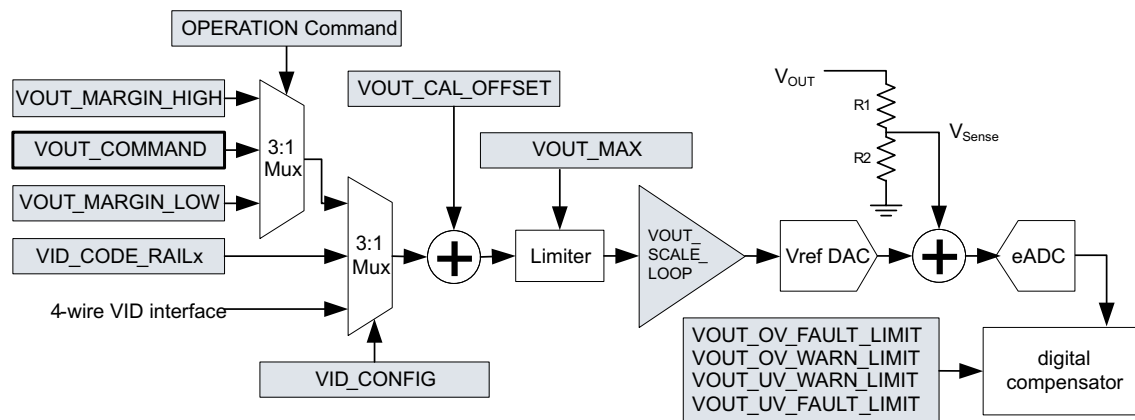 OPERATION Command
VOUT_MARGIN_HIGH
VOUT_COMMAND
VOUT_MARGIN_LOW
3:1
Mux
VOUT_CAL_OFFSET
VOUT_MAX
VOUT
R1
R2
VSense
VID_CODE_RAILx
4-wire VID interface
3:1
Mux
+
Limiter
VOUT_
SCALE_
LOOP
Vref DAC
+
eADC
VID_CONFIG
VOUT_OV_FAULT_LIMIT
VOUT_OV_WARN_LIMIT
VOUT_UV_WARN_LIMIT
VOUT_UV_FAULT_LIMIT
digital
compensator